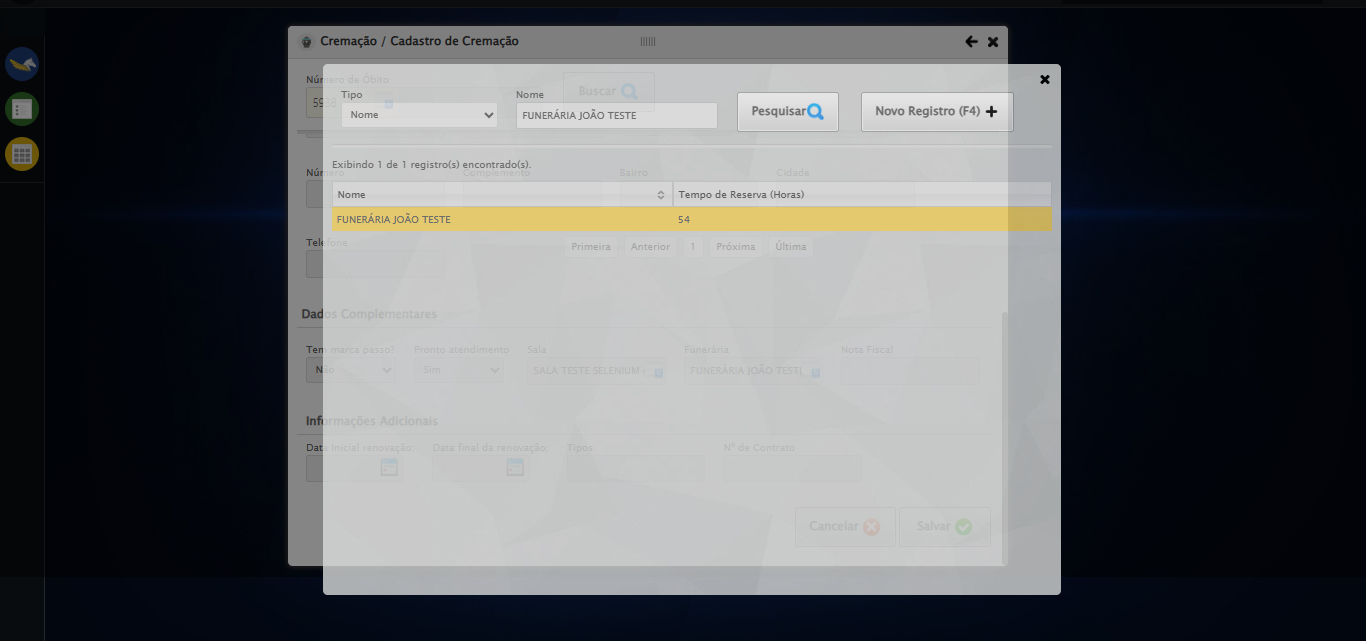 Cremação / Cadastro de Cremação
Número de Óbito
Buscar
Tipo
Nome
Nome
FUNERÁRIA JOÃO TESTE
Pesquisar
Novo Registro (F4)
Exibindo 1 de 1 registro(s) encontrado(s).
Número Complemento Bairro Cidade
Nome Tempo de Reserva (Horas)
FUNERÁRIA JOÃO TESTE 54
Telefone
Primeira Anterior 1 Próxima Última
Dados Complementares
Tem marca passo? Pronto atendimento Sala Funerária Nota Fiscal
Não Sim SALA TESTE SELENIUM FUNERÁRIA JOÃO TESTE
Informações Adicionais
Data inicial renovação: Data final da renovação: Tipos Nº de Contrato
Cancelar Salvar